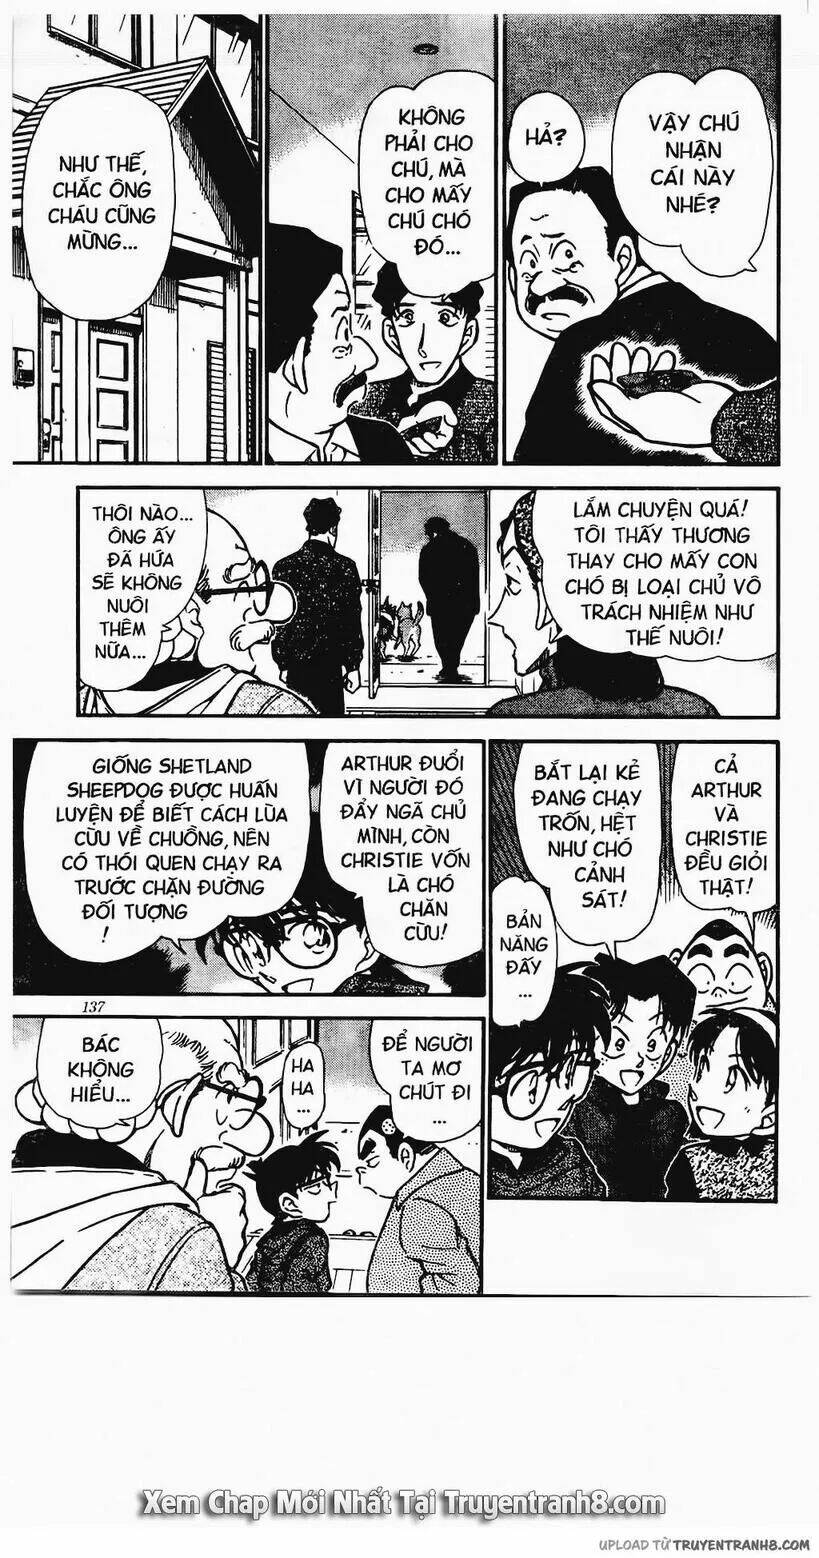 VẬY CHÚ
NHẬN
CÁI NÀY
NHÉ?
HẢ?
KHÔNG
PHẢI CHO
CHÚ, MÀ
CHO MẤY
CHÚ CHÓ
ĐÓ...
NHƯ THẾ,
CHẮC ÔNG
CHÁU CŨNG
MỪNG...
LẮM CHUYỆN QUÁ!
TÔI THẤY THƯƠNG
THAY CHO MẤY CON
CHÓ BỊ LOẠI CHỦ VÔ
TRÁCH NHIỆM NHƯ
THẾ NUÔI!
THÔI NÀO...
ÔNG ẤY
ĐÃ HỨA
SẼ KHÔNG
NUÔI
THÊM
NỮA...
CẢ
ARTHUR
VÀ
CHRISTIE
ĐỀU GIỎI
THẬT!
BẮT LẠI KẺ
ĐANG CHẠY
TRỐN, HỆT
NHƯ CHÓ
CẢNH
SÁT!
BẢN
NĂNG
ĐẤY
...
ARTHUR ĐUỔI
VÌ NGƯỜI ĐÓ
ĐẨY NGÃ CHỦ
MÌNH, CÒN
CHRISTIE VỐN
LÀ CHÓ
CHĂN
CỪU!
GIỐNG SHETLAND
SHEEPDOG ĐƯỢC HUẤN
LUYỆN ĐỂ BIẾT CÁCH LÙA
CỪU VỀ CHUỒNG, NÊN
CÓ THÓI QUEN CHẠY RA
TRƯỚC CHẶN ĐƯỜNG
ĐỐI TƯỢNG
!
137
ĐỂ NGƯỜI
TA MƠ
CHÚT ĐI
...
HA
HA
...
BÁC
KHÔNG
HIỂU...
Xem Chap Mới Nhất Tại Truyentranh8.com
UPLOAD TỪ TRUYENTRANH8.COM